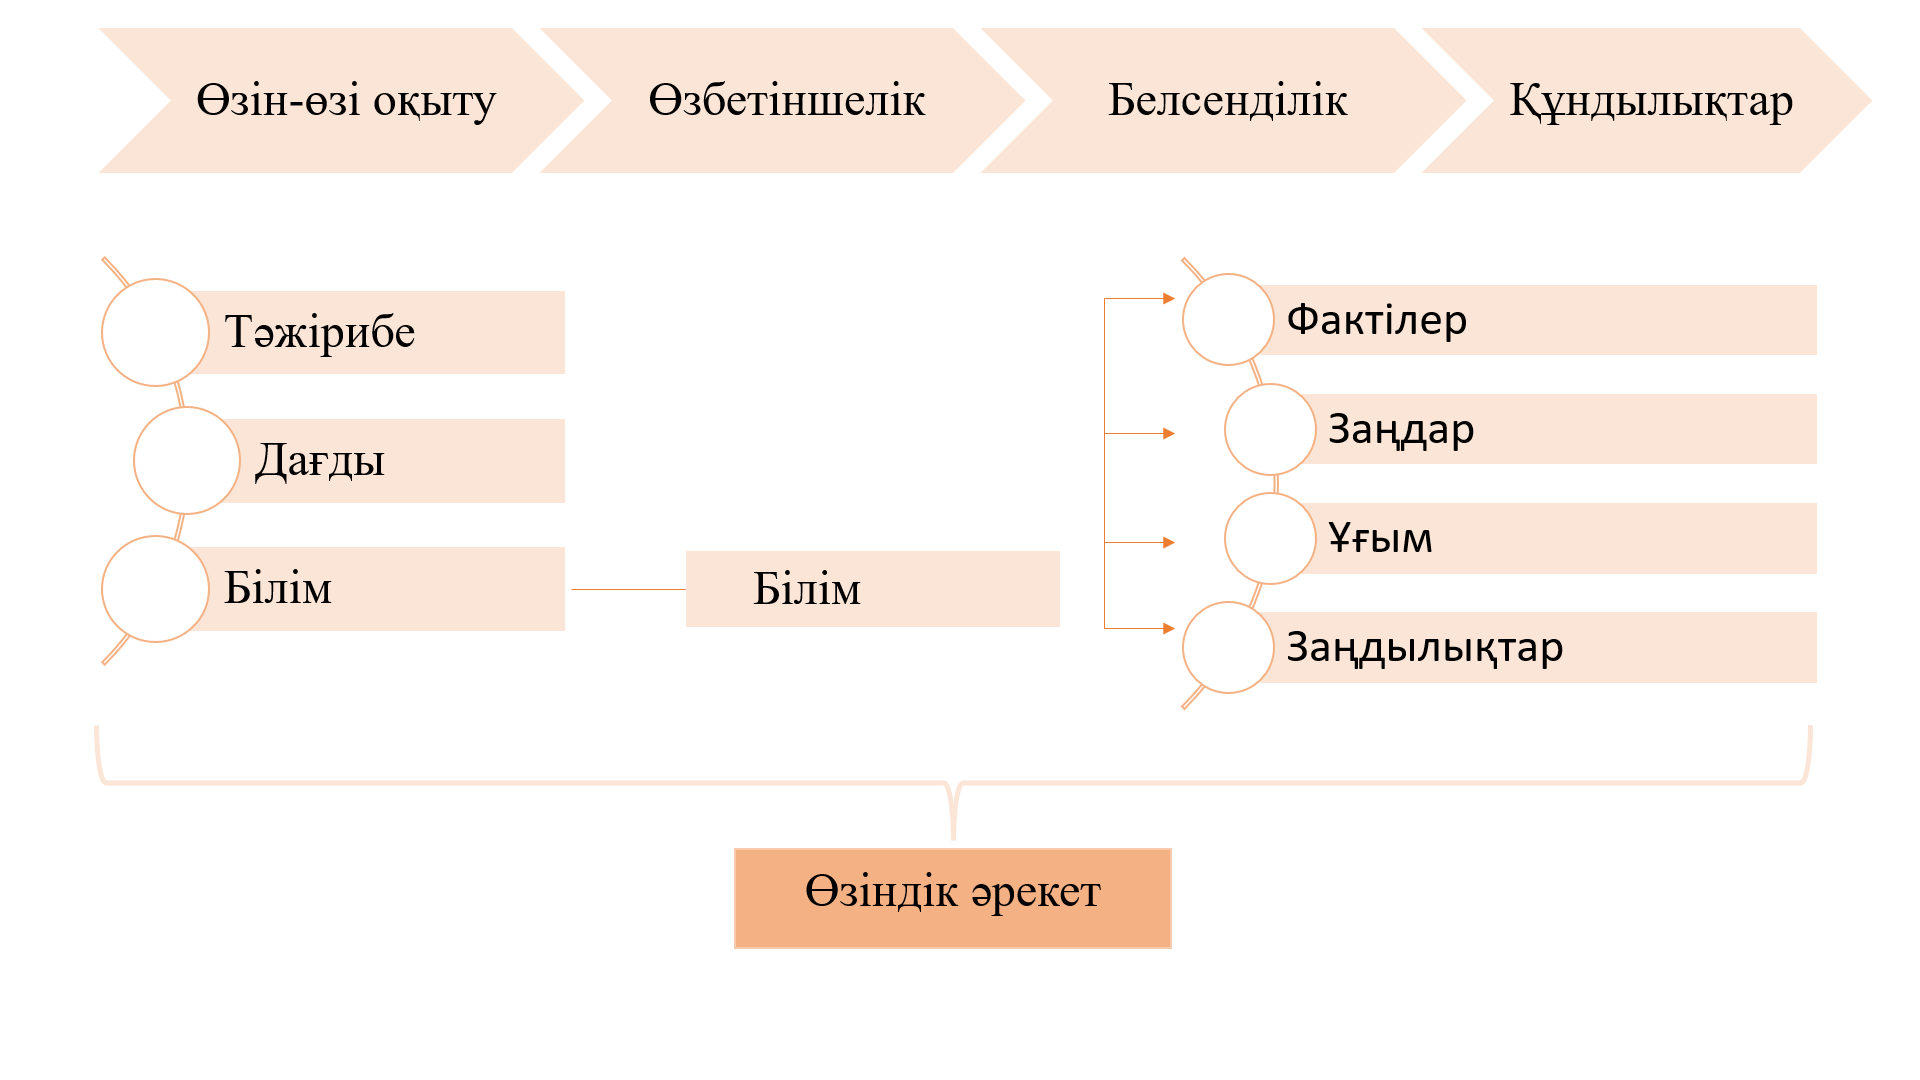 Өзін-өзі оқыту
Өзбетіншелік
Белсенділік
Құндылықтар
Тәжірибе
Дағды
Білім
Білім
Фактілер
Заңдар
Ұғым
Заңдылықтар
Өзіндік әрекет